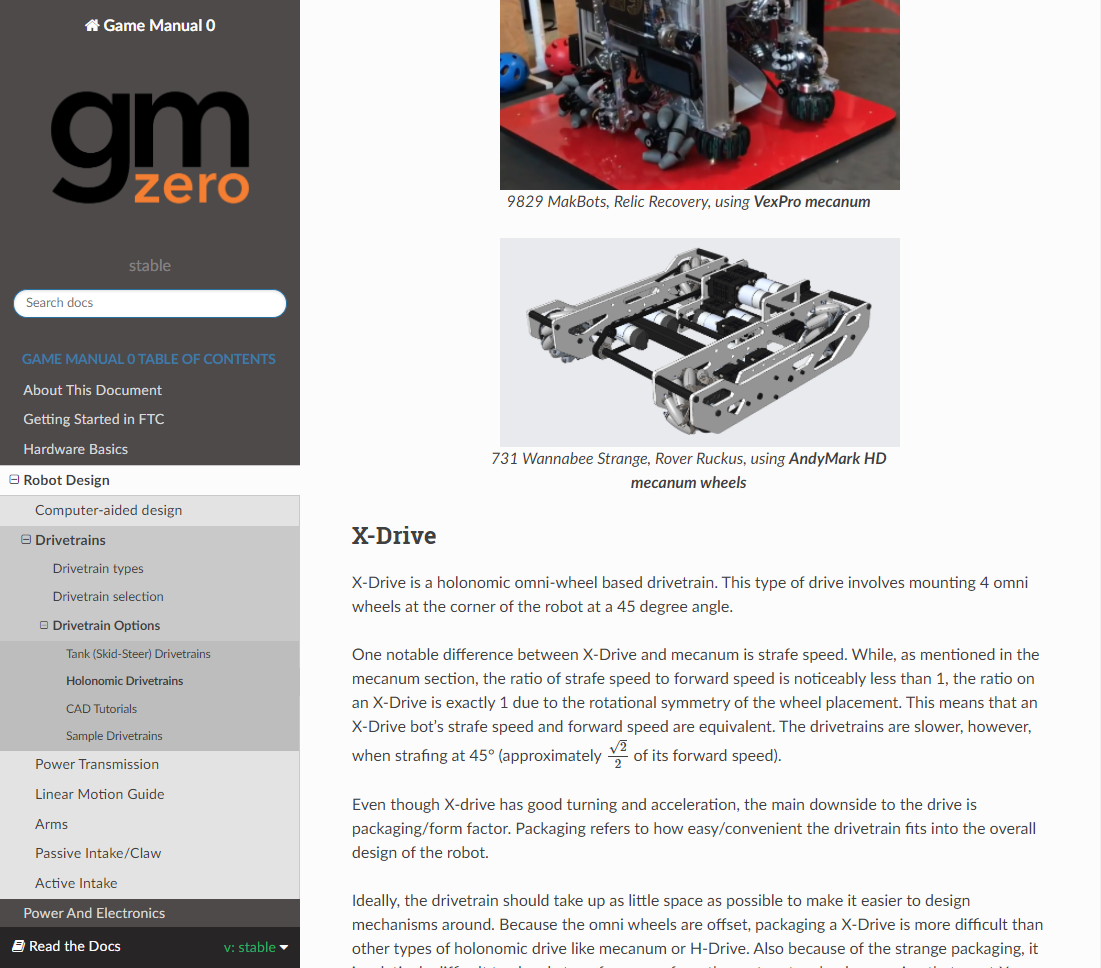 Game Manual 0
gm
zero
stable
Search docs
GAME MANUAL 0 TABLE OF CONTENTS
About This Document
Getting Started in FTC
Hardware Basics
Robot Design
Computer-aided design
Drivetrains
Drivetrain types
Drivetrain selection
Drivetrain Options
Tank (Skid-Steer) Drivetrains
Holonomic Drivetrains
CAD Tutorials
Sample Drivetrains
Power Transmission
Linear Motion Guide
Arms
Passive Intake/Claw
Active Intake
Power And Electronics
Read the Docs
v: stable
9829 MakBots, Relic Recovery, using VexPro mecanum
731 Wannabee Strange, Rover Ruckus, using AndyMark HD
mecanum wheels
X-Drive
X-Drive is a holonomic omni-wheel based drivetrain. This type of drive involves mounting 4 omni
wheels at the corner of the robot at a 45 degree angle.
One notable difference between X-Drive and mecanum is strafe speed. While, as mentioned in the
mecanum section, the ratio of strafe speed to forward speed is noticeably less than 1, the ratio on
an X-Drive is exactly 1 due to the rotational symmetry of the wheel placement. This means that an
X-Drive bot's strafe speed and forward speed are equivalent. The drivetrains are slower, however,
when strafing at 45° (approximately √2/2 of its forward speed).
Even though X-drive has good turning and acceleration, the main downside to the drive is
packaging/form factor. Packaging refers to how easy/convenient the drivetrain fits into the overall
design of the robot.
Ideally, the drivetrain should take up as little space as possible to make it easier to design
mechanisms around. Because the omni wheels are offset, packaging a X-Drive is more difficult than
other types of holonomic drive like mecanum or H-Drive. Also because of the strange packaging, it